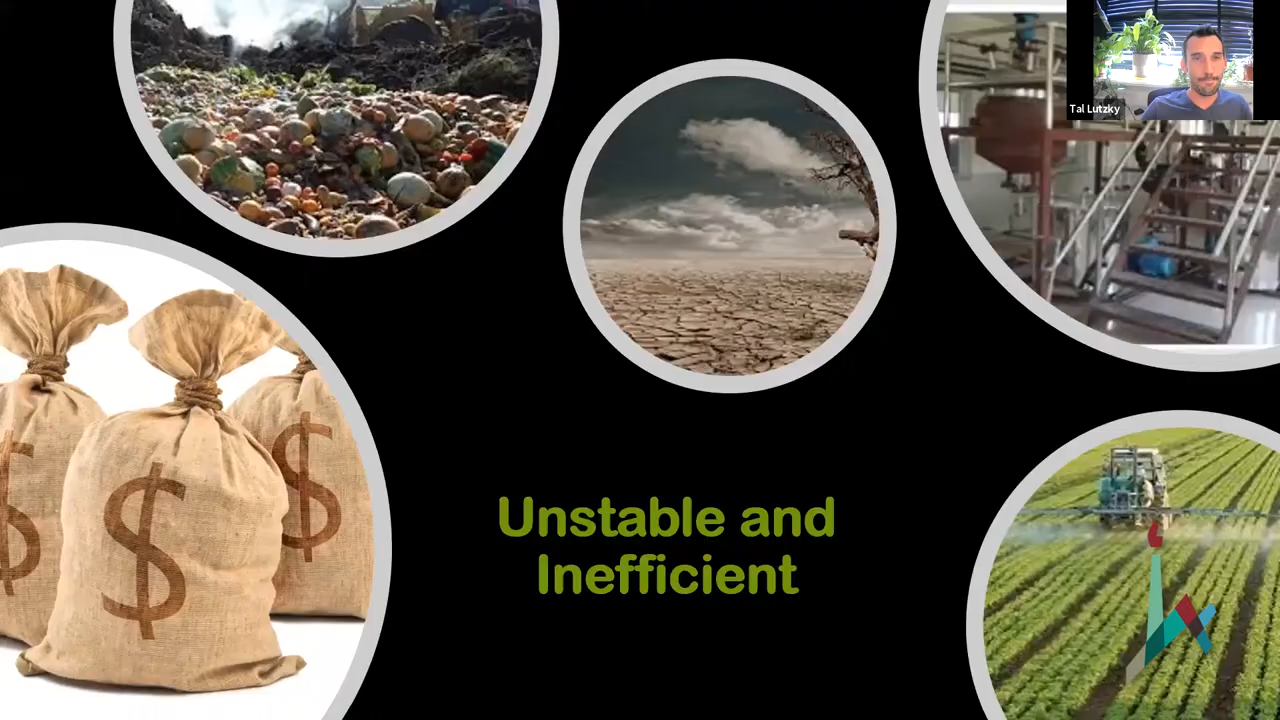 Tal Lutzky
$
$
$
Unstable and
Inefficient